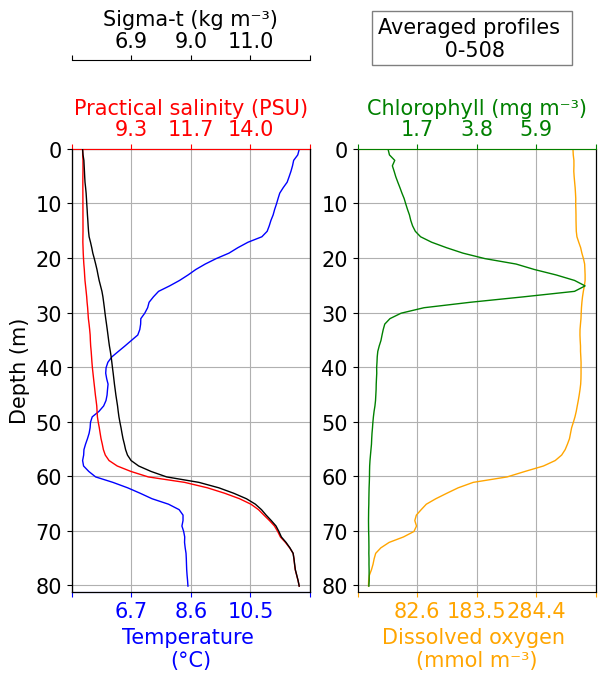 Sigma-t (kg m⁻³)
6.9 9.0 11.0
Averaged profiles
0-508
Practical salinity (PSU)
9.3 11.7 14.0
Chlorophyll (mg m⁻³)
1.7 3.8 5.9
Depth (m)
0
10
20
30
40
50
60
70
80
0
10
20
30
40
50
60
70
80
6.7 8.6 10.5
Temperature
(°C)
82.6 183.5 284.4
Dissolved oxygen
(mmol m⁻³)